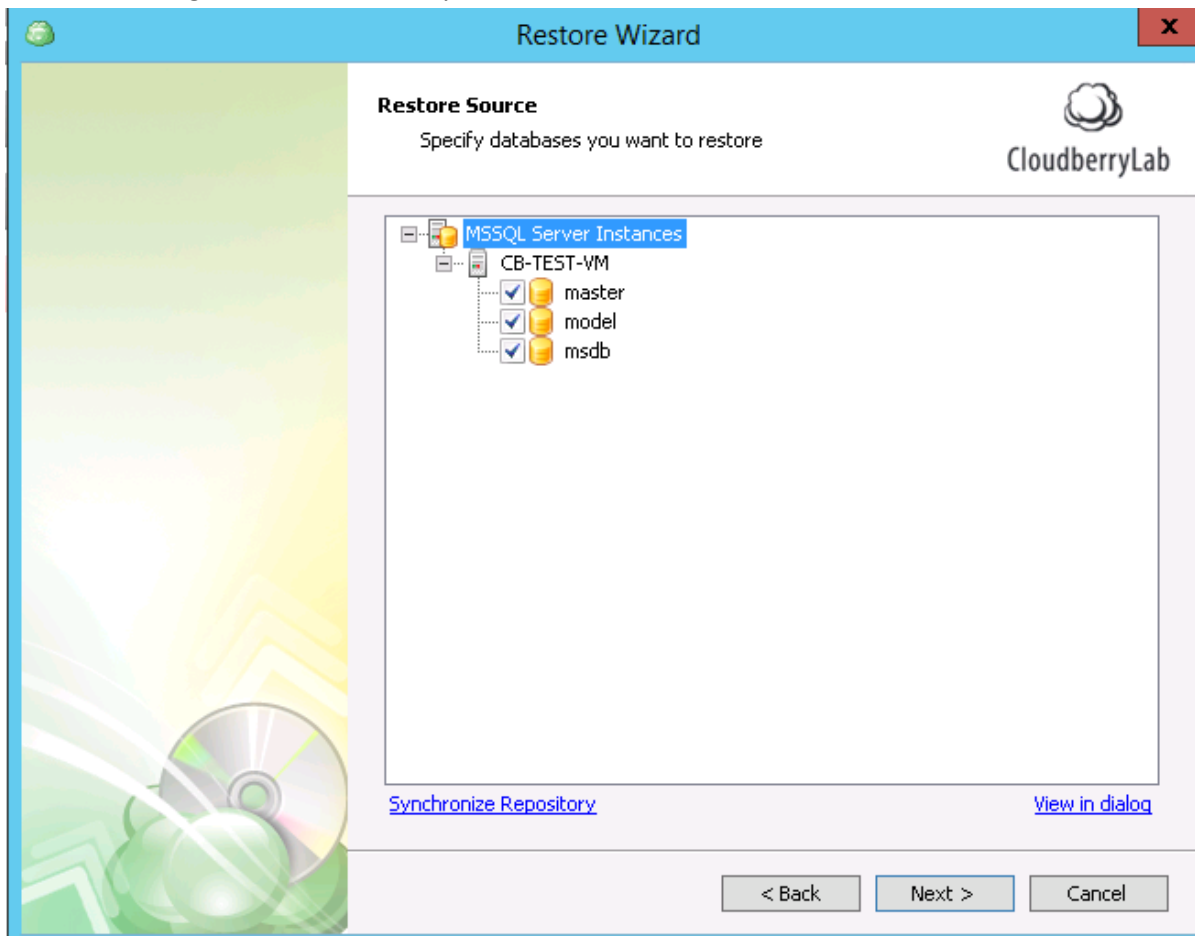 Restore Wizard
x
Restore Source
Specify databases you want to restore
CloudberryLab
MSSQL Server Instances
CB-TEST-VM
master
model
msdb
Synchronize Repository
View in dialog
< Back
Next >
Cancel